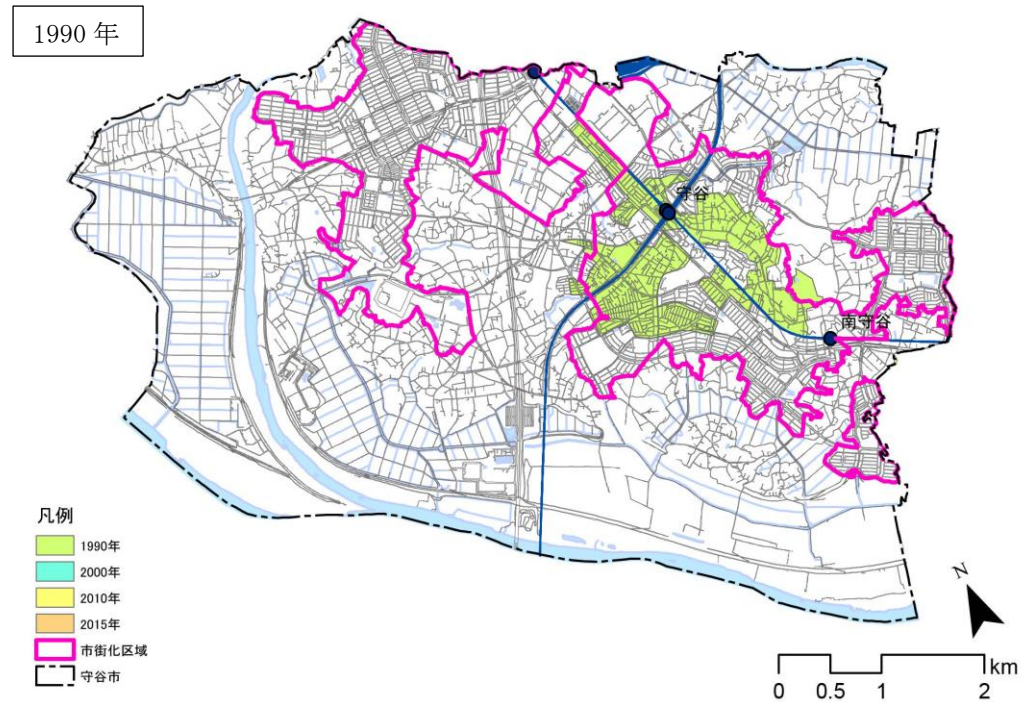 1990 年
守谷
南守谷
凡例
1990年
2000年
2010年
2015年
市街化区域
守谷市
N
km
0 0.5 1 2